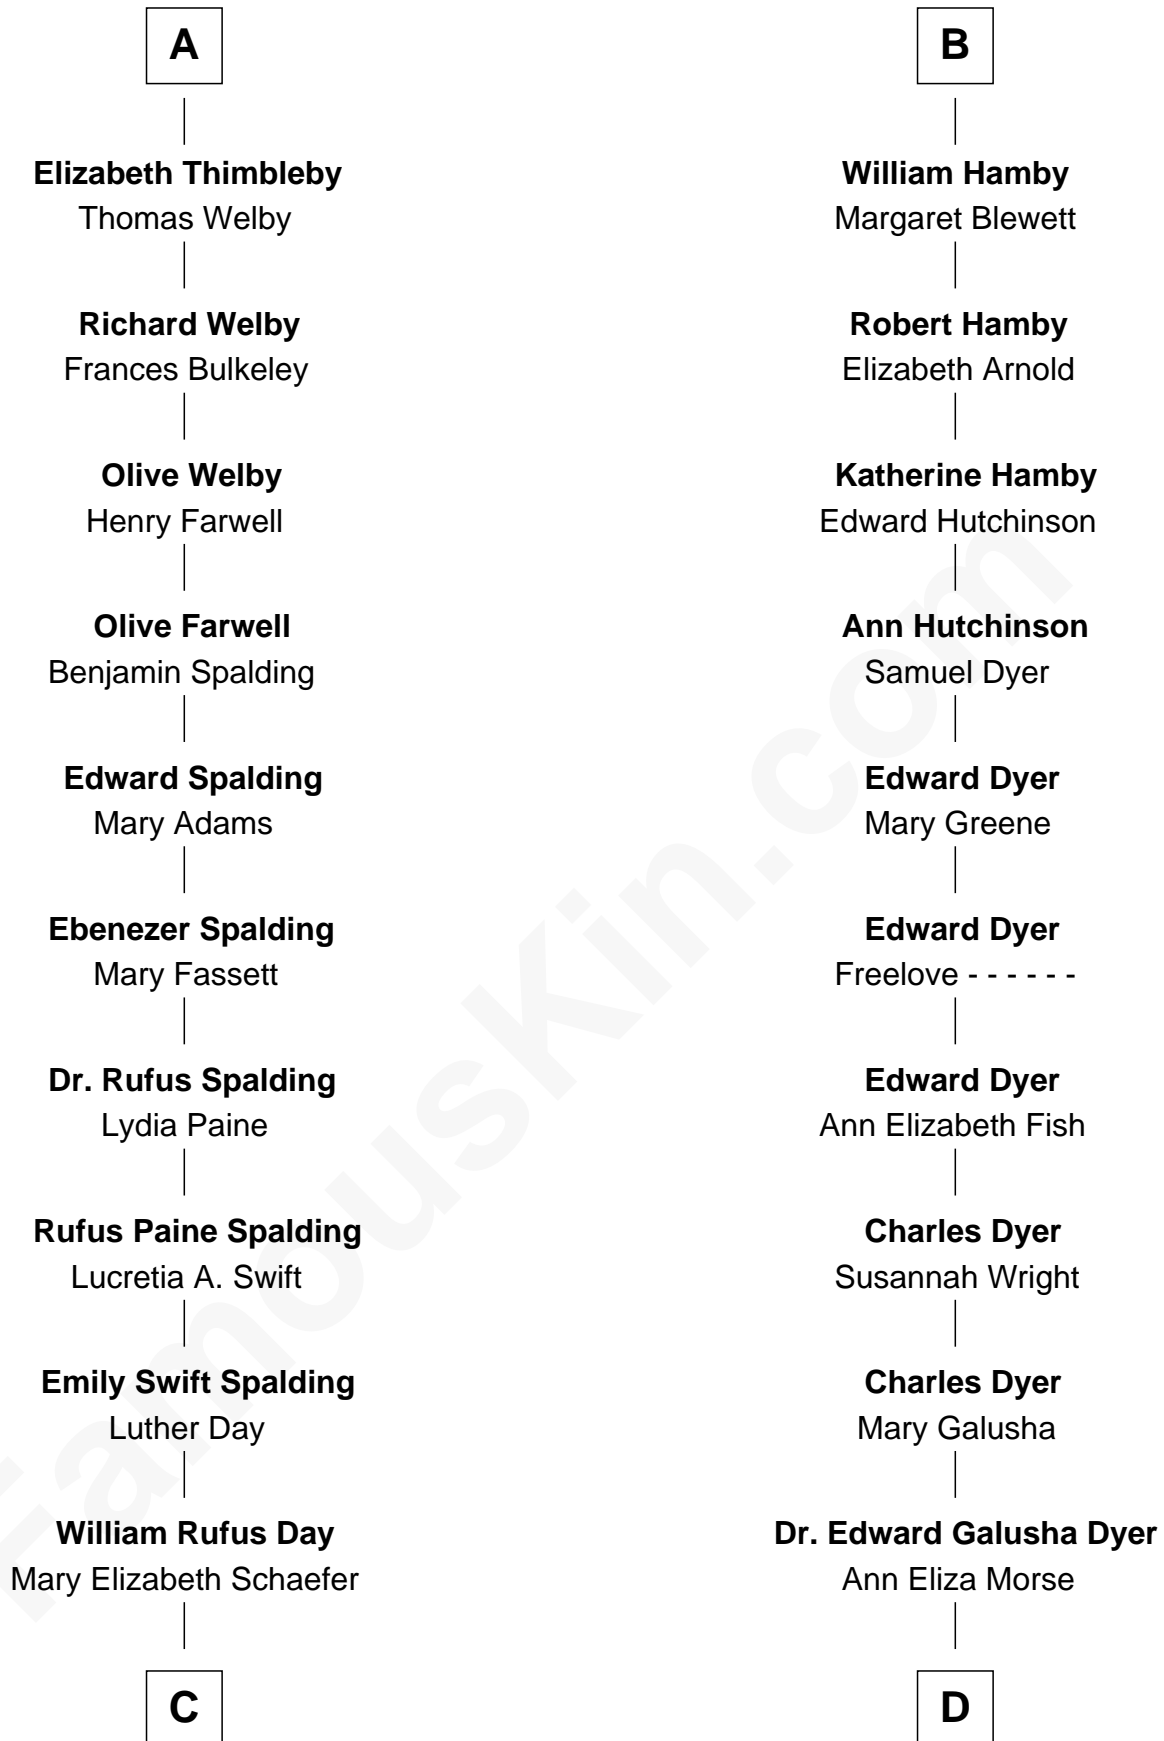 A
Elizabeth Thimbleby
Thomas Welby
Richard Welby
Frances Bulkeley
Olive Welby
Henry Farwell
Olive Farwell
Benjamin Spalding
Edward Spalding
Mary Adams
Ebenezer Spalding
Mary Fassett
Dr. Rufus Spalding
Lydia Paine
Rufus Paine Spalding
Lucretia A. Swift
Emily Swift Spalding
Luther Day
William Rufus Day
Mary Elizabeth Schaefer
C
B
William Hamby
Margaret Blewett
Robert Hamby
Elizabeth Arnold
Katherine Hamby
Edward Hutchinson
Ann Hutchinson
Samuel Dyer
Edward Dyer
Mary Greene
Edward Dyer
Freelove - - - - - -
Edward Dyer
Ann Elizabeth Fish
Charles Dyer
Susannah Wright
Charles Dyer
Mary Galusha
Dr. Edward Galusha Dyer
Ann Eliza Morse
D
FamousKin.com